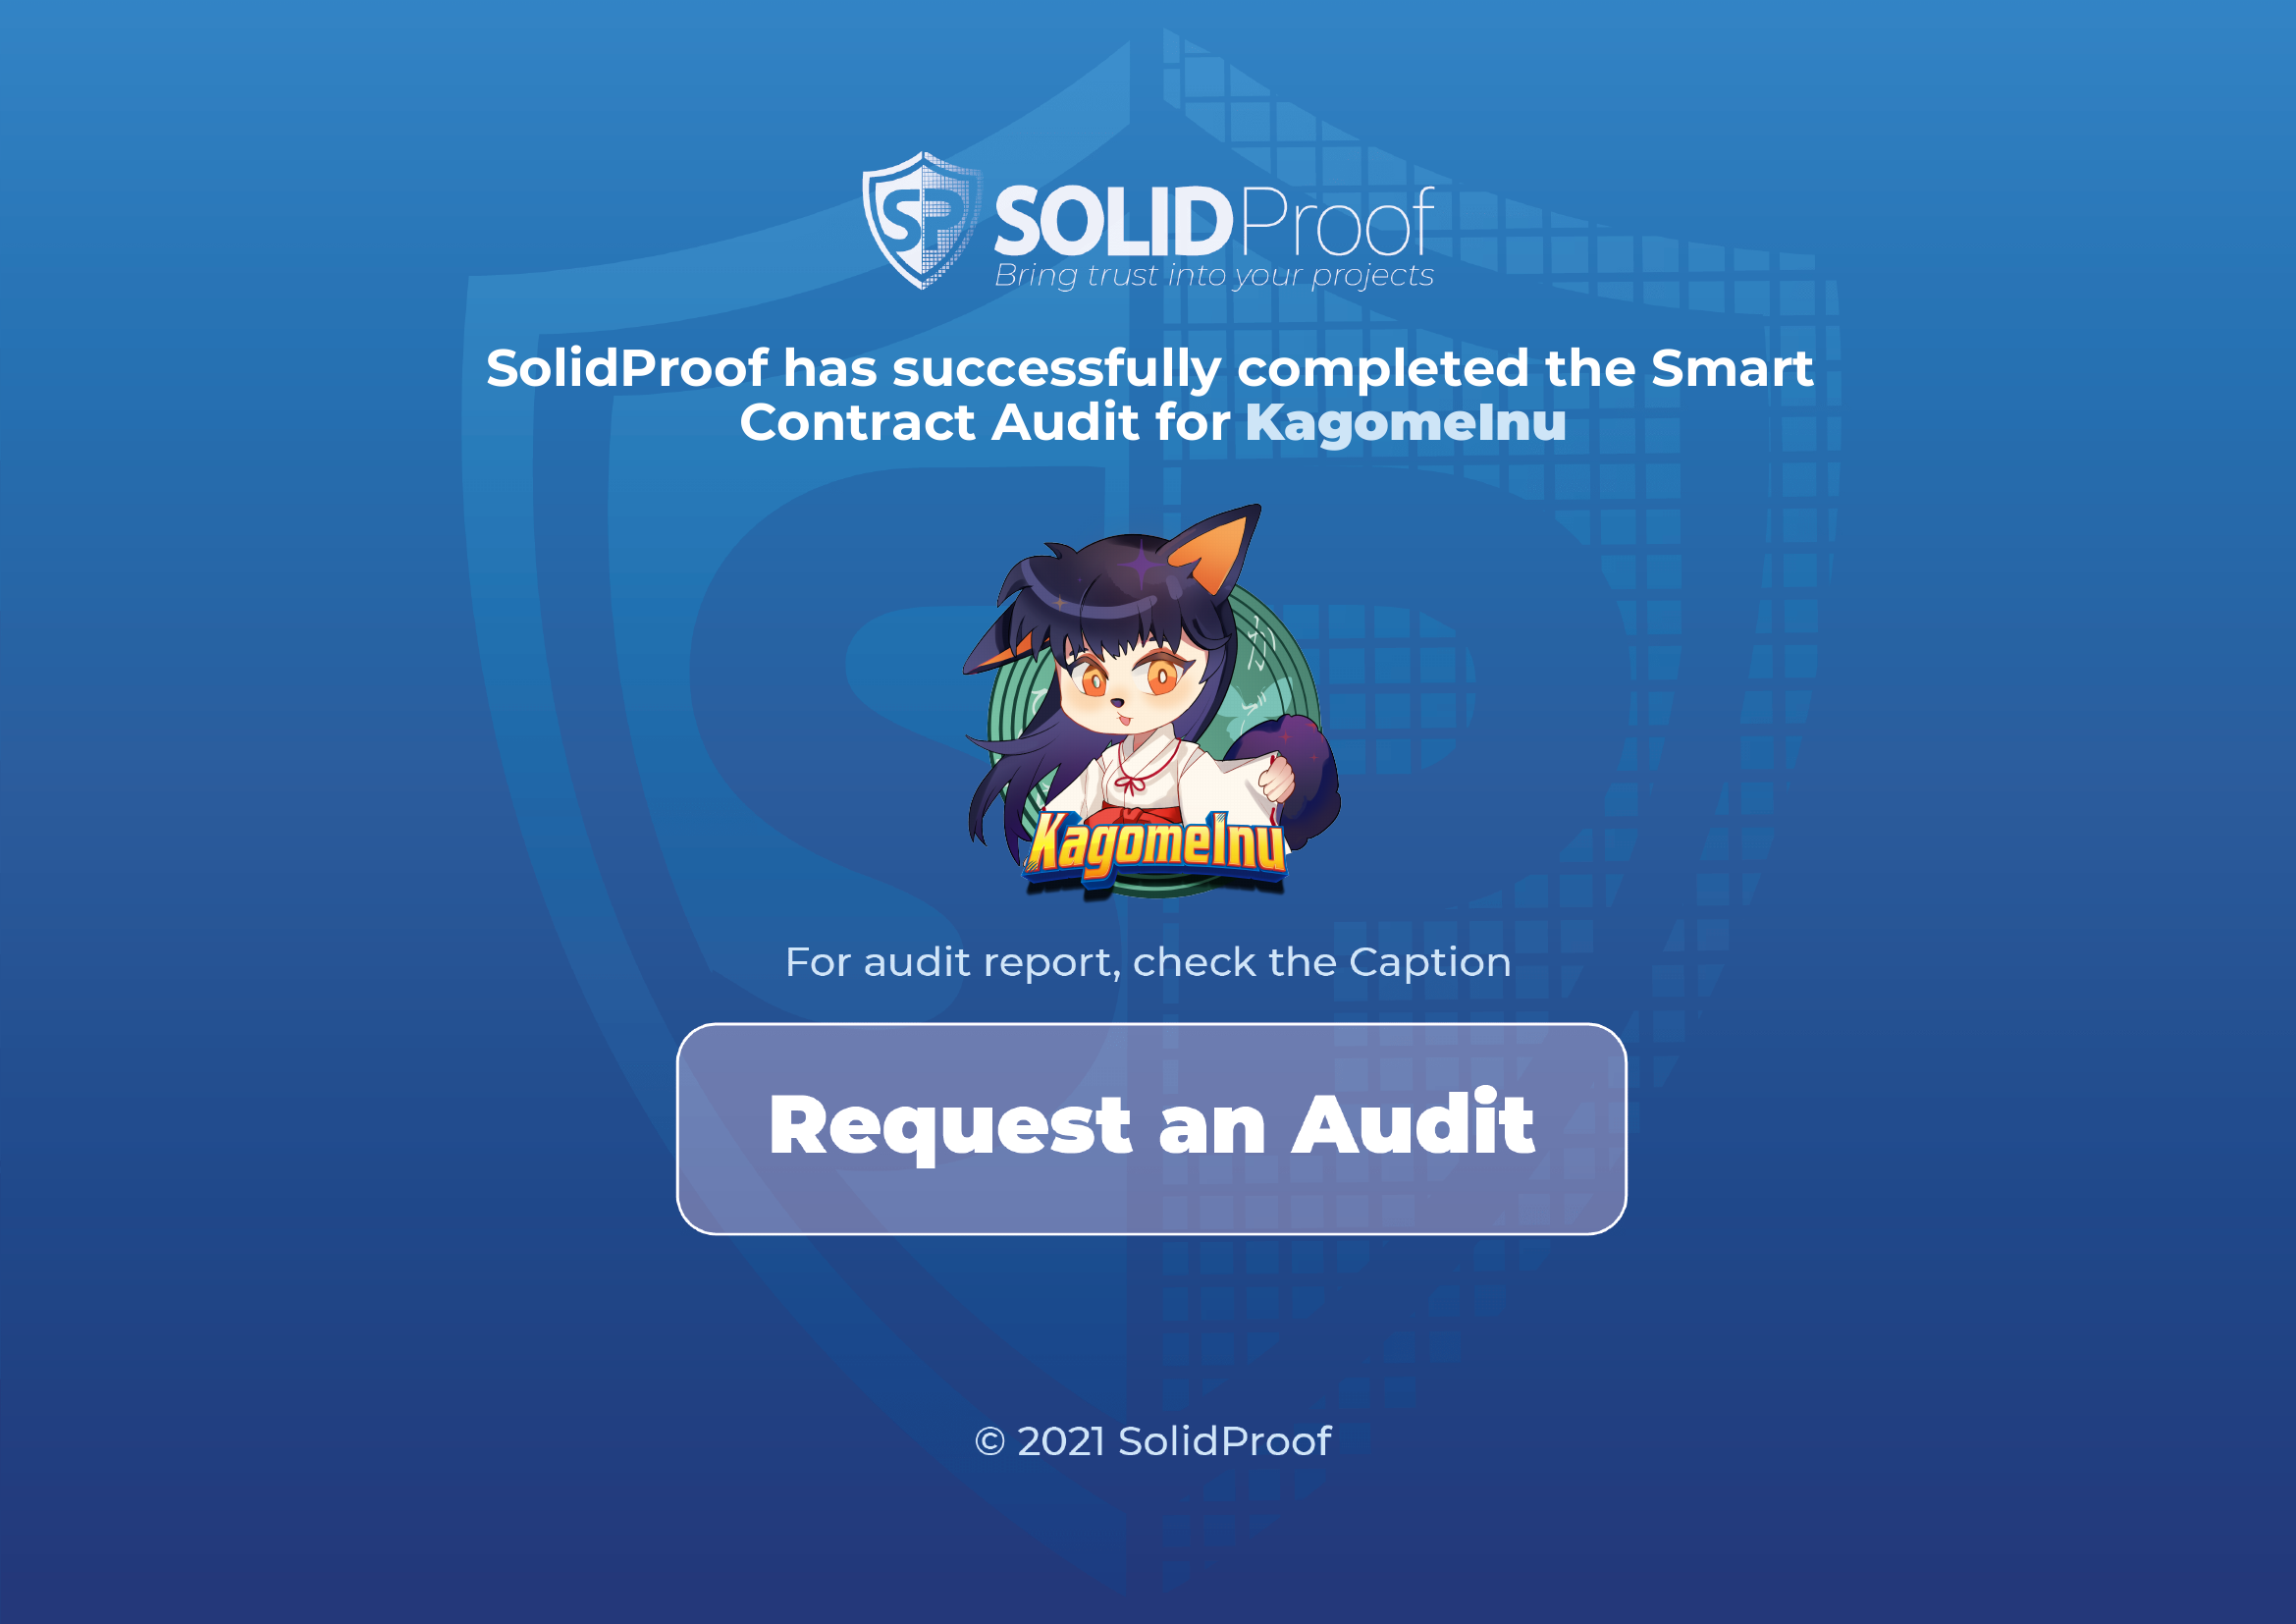 SP SOLIDProof
Bring trust into your projects
SolidProof has successfully completed the Smart
Contract Audit for KagomeInu
KagomeInu
For audit report, check the Caption
Request an Audit
© 2021 SolidProof